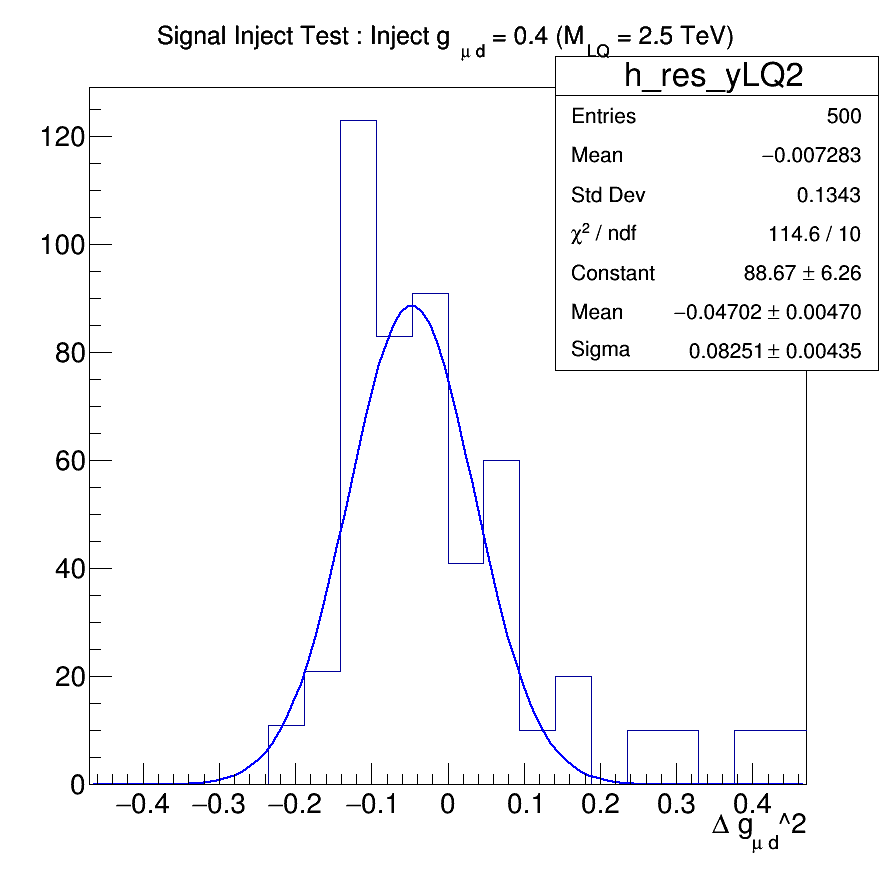 Signal Inject Test : Inject g μ d = 0.4 (M LQ = 2.5 TeV)
h_res_yLQ2
Entries 500
Mean −0.007283
Std Dev 0.1343
χ² / ndf 114.6 / 10
Constant 88.67 ± 6.26
Mean −0.04702 ± 0.00470
Sigma 0.08251 ± 0.00435
120
100
80
60
40
20
0
−0.4 −0.3 −0.2 −0.1 0 0.1 0.2 0.3 0.4
Δ g μ d ^2